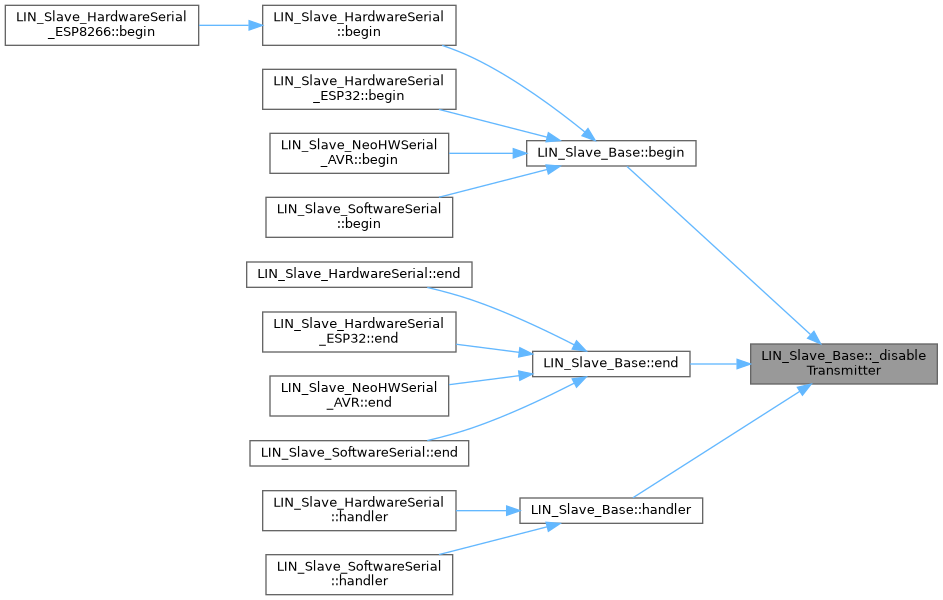 LIN_Slave_HardwareSerial
_ESP8266::begin
LIN_Slave_HardwareSerial
::begin
LIN_Slave_HardwareSerial
_ESP32::begin
LIN_Slave_NeoHWSerial
_AVR::begin
LIN_Slave_SoftwareSerial
::begin
LIN_Slave_Base::begin
LIN_Slave_HardwareSerial::end
LIN_Slave_HardwareSerial
_ESP32::end
LIN_Slave_NeoHWSerial
_AVR::end
LIN_Slave_SoftwareSerial::end
LIN_Slave_Base::end
LIN_Slave_Base::_disable
Transmitter
LIN_Slave_HardwareSerial
::handler
LIN_Slave_SoftwareSerial
::handler
LIN_Slave_Base::handler